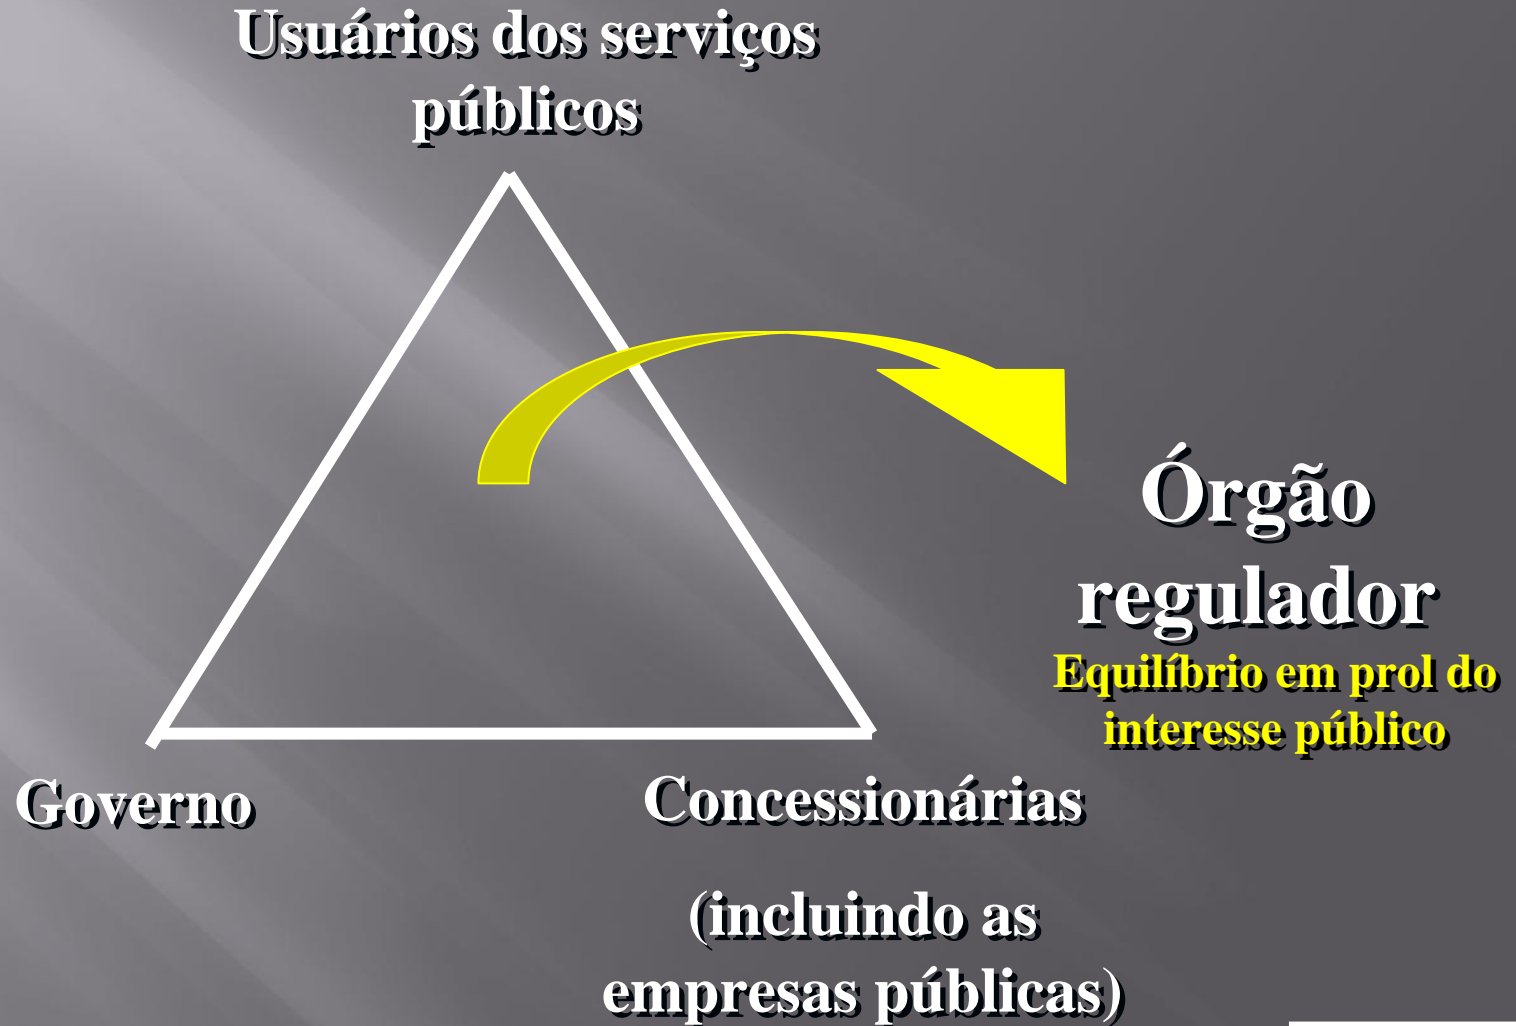 Usuários dos serviços
públicos
Órgão
regulador
Equilíbrio em prol do
interesse público
Governo
Concessionárias
(incluindo as
empresas públicas)